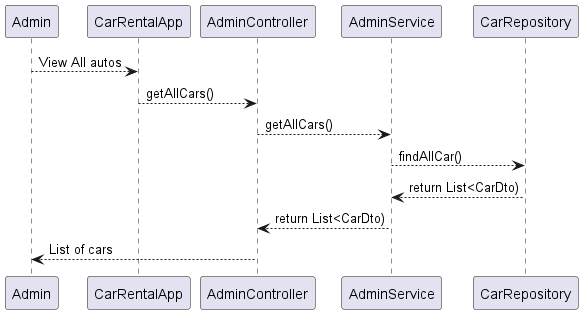 Admin CarRentalApp AdminController AdminService CarRepository
View All autos
getAllCars()
getAllCars()
findAllCar()
return List<CarDto)
return List<CarDto)
List of cars
Admin CarRentalApp AdminController AdminService CarRepository